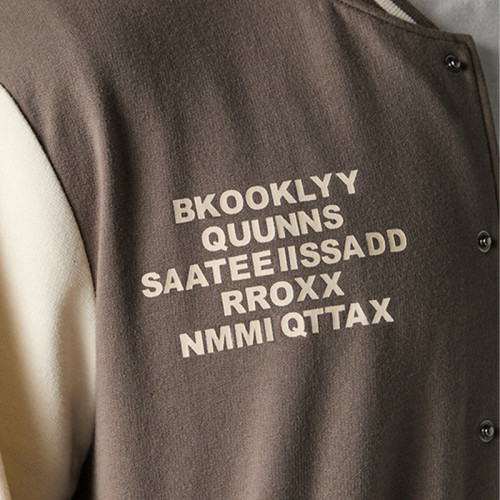 BKOOKLYY
QUUNNS
SAATEEIISSADD
RROXX
NMMI QTTAX